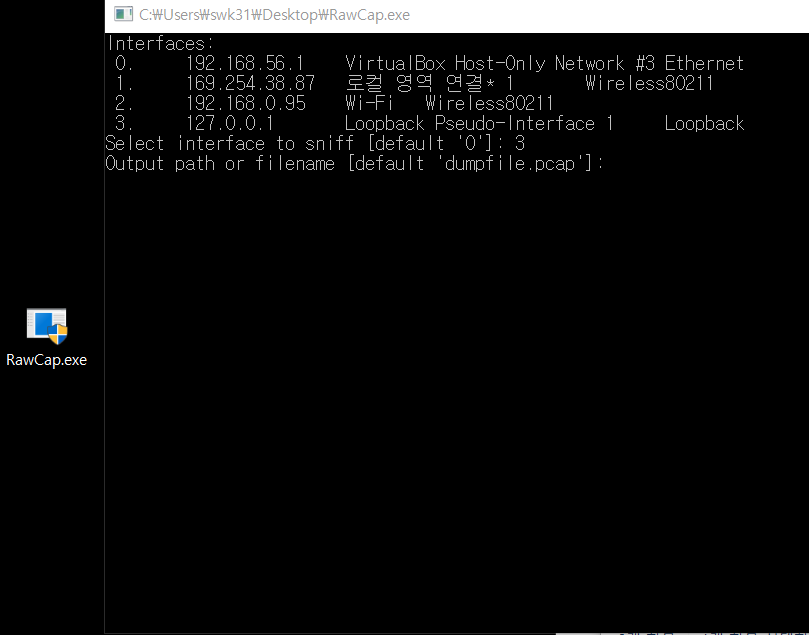 C:₩Users₩swk31₩Desktop₩RawCap.exe
Interfaces:
0. 192.168.56.1 VirtualBox Host-Only Network #3 Ethernet
1. 169.254.38.87 로컬 영역 연결* 1 Wireless80211
2. 192.168.0.95 Wi-Fi Wireless80211
3. 127.0.0.1 Loopback Pseudo-Interface 1 Loopback
Select interface to sniff [default '0']: 3
Output path or filename [default 'dumpfile.pcap']:
RawCap.exe